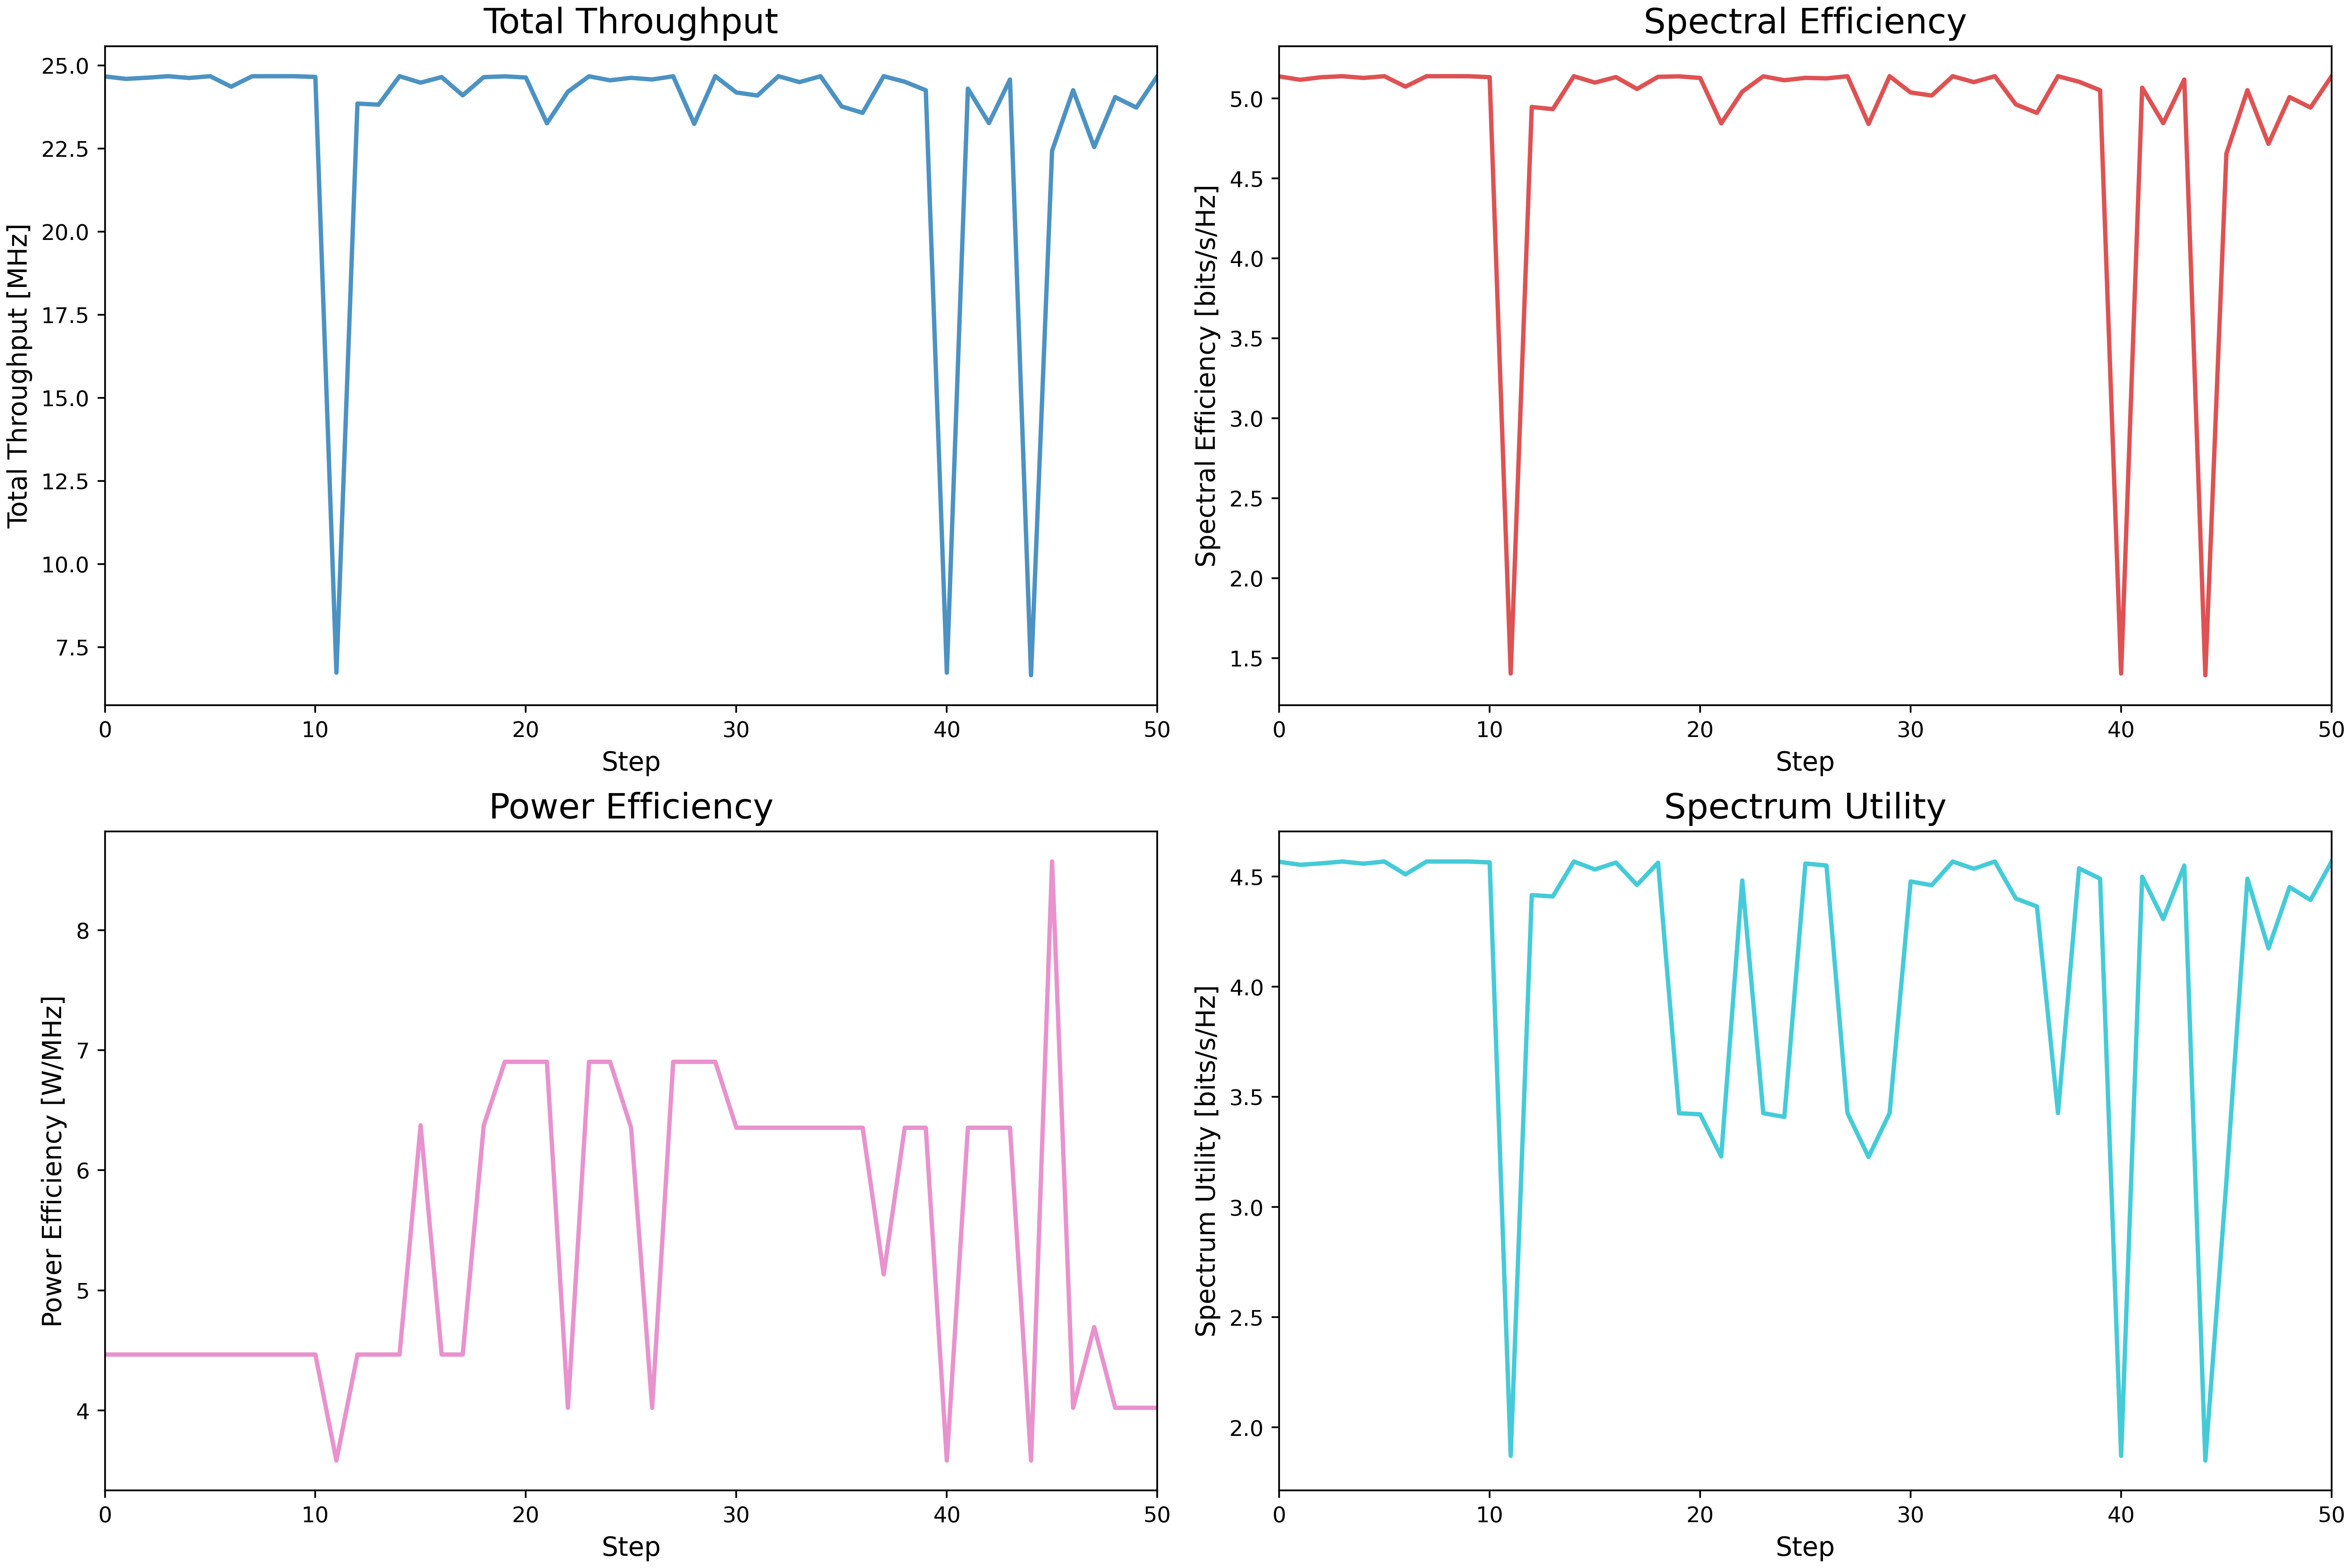 Total Throughput
Total Throughput [MHz]
25.0
22.5
20.0
17.5
15.0
12.5
10.0
7.5
0 10 20 30 40 50
Step
Spectral Efficiency
Spectral Efficiency [bits/s/Hz]
5.0
4.5
4.0
3.5
3.0
2.5
2.0
1.5
0 10 20 30 40 50
Step
Power Efficiency
Power Efficiency [W/MHz]
8
7
6
5
4
0 10 20 30 40 50
Step
Spectrum Utility
Spectrum Utility [bits/s/Hz]
4.5
4.0
3.5
3.0
2.5
2.0
0 10 20 30 40 50
Step